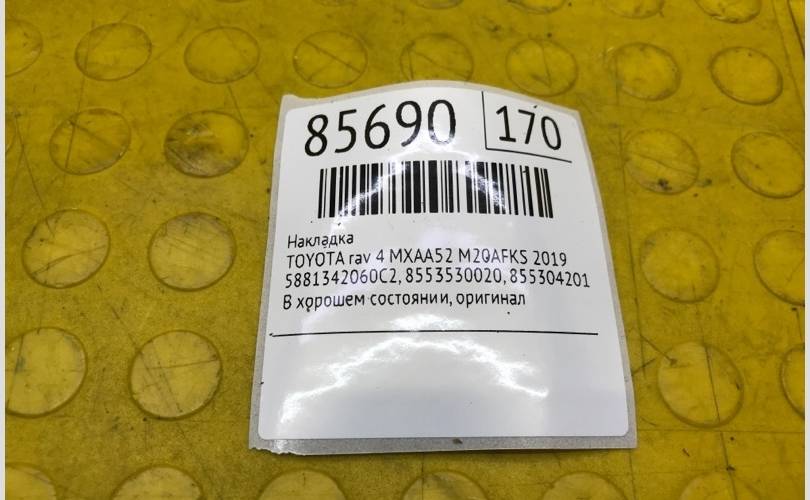 85690 170
Накладка
TOYOTA rav 4 MXAA52 M20AFKS 2019
5881342060C2, 8553530020, 855304201
В хорошем состоянии, оригинал